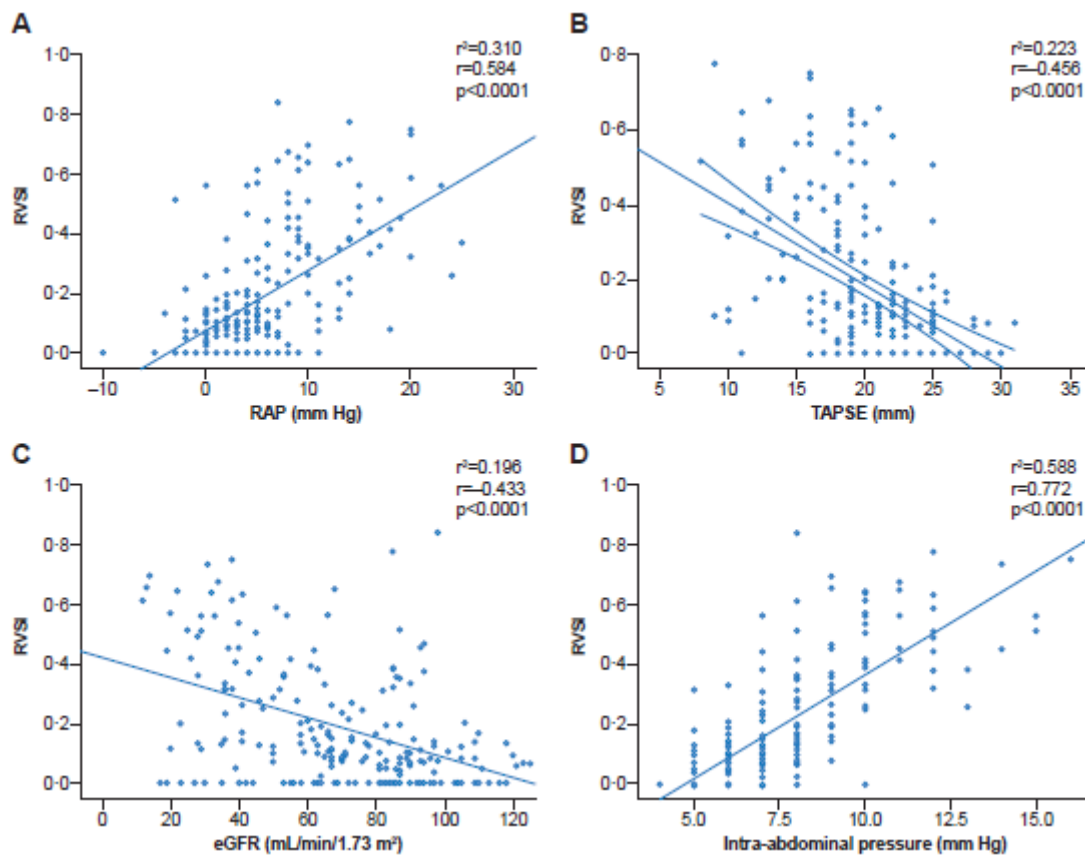 A
r²=0.310
r=0.584
p<0.0001
1·0
0·8
0·6
0·4
0·2
0·0
RVSI
–10
0
10
20
30
RAP (mm Hg)
B
r²=0.223
r=–0.456
p<0.0001
0·8
0·6
0·4
0·2
0·0
RVSI
5
10
15
20
25
30
35
TAPSE (mm)
C
r²=0.196
r=–0.433
p<0.0001
1·0
0·8
0·6
0·4
0·2
0·0
RVSI
20
0
40
60
80
100
120
eGFR (mL/min/1.73 m²)
D
r²=0.588
r=0.772
p<0.0001
1·0
0·8
0·6
0·4
0·2
0·0
RVSI
5.0
7.5
10.0
12.5
15.0
Intra-abdominal pressure (mm Hg)